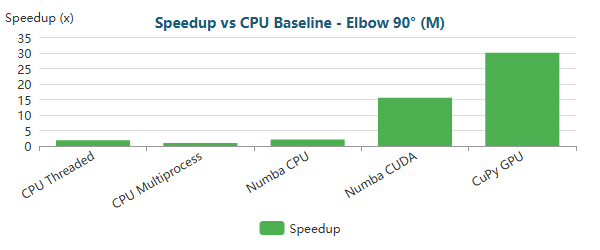 Speedup (x)
Speedup vs CPU Baseline - Elbow 90° (M)
35
30
25
20
15
10
5
0
CPU Threaded
CPU Multiprocess
Numba CPU
Numba CUDA
CuPy GPU
Speedup